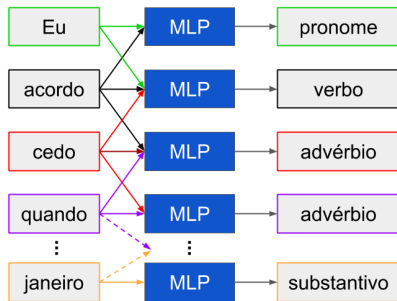 Eu MLP pronome
acordo MLP verbo
cedo MLP advérbio
quando MLP advérbio
... ...
janeiro MLP substantivo